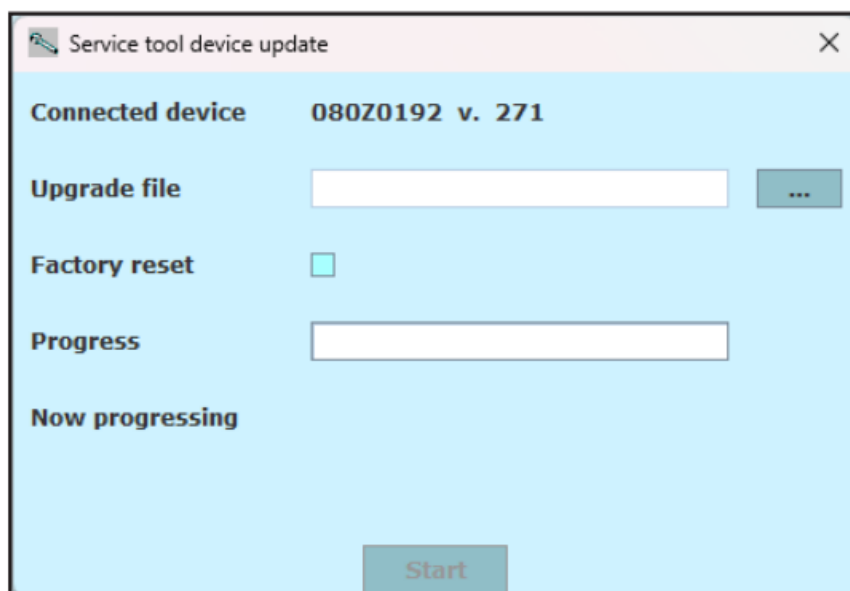 Service tool device update
Connected device 080Z0192 v. 271
Upgrade file ...
Factory reset
Progress
Now progressing
Start